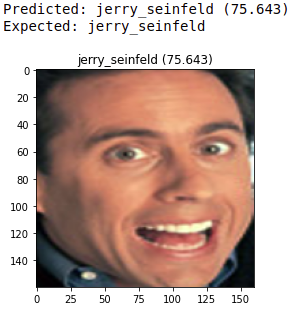 Predicted: jerry_seinfeld (75.643)
Expected: jerry_seinfeld
jerry_seinfeld (75.643)
0
20
40
60
80
100
120
140
0 25 50 75 100 125 150